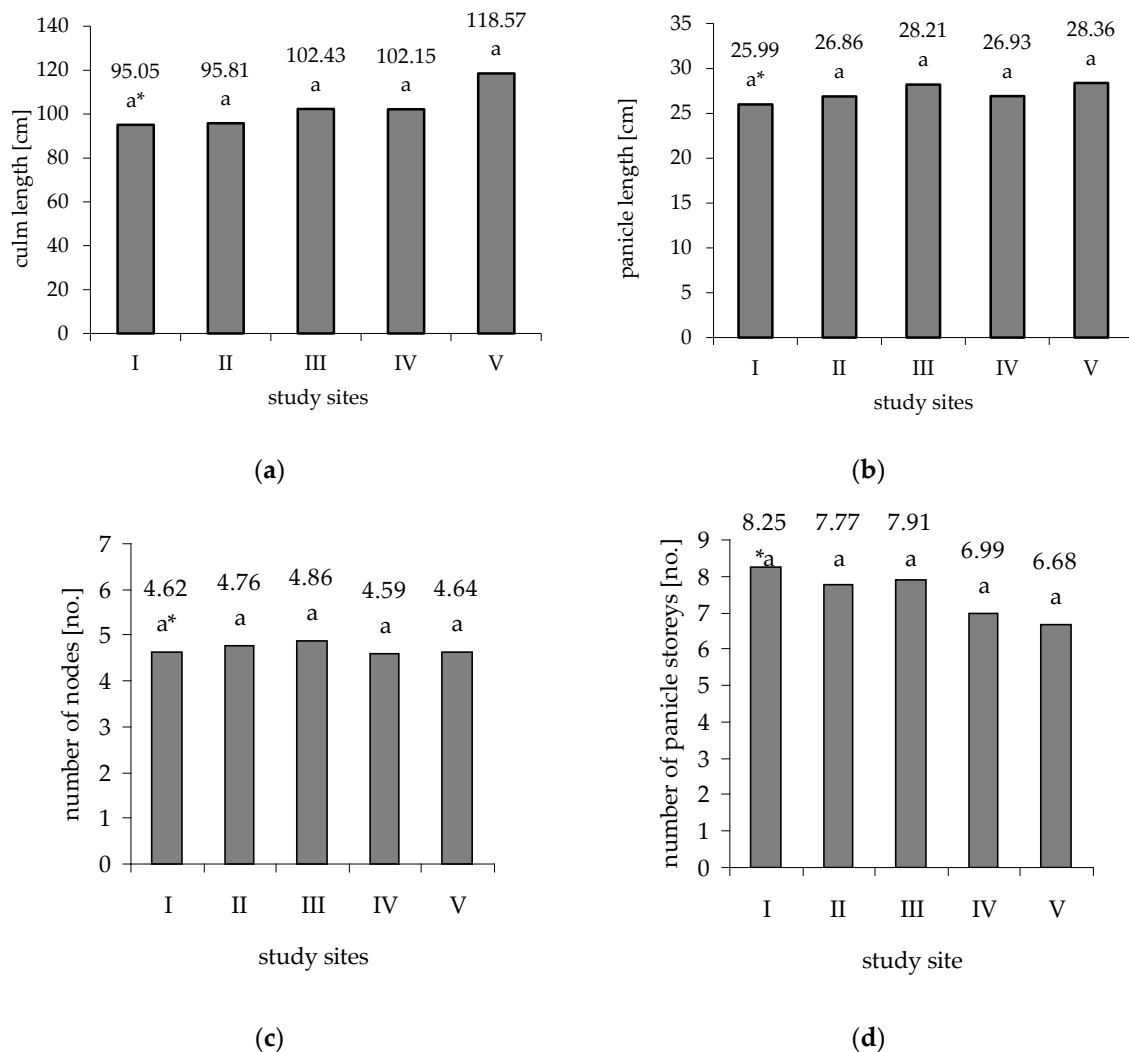 culm length [cm]
140
120
100
80
60
40
20
0
95.05
a*
95.81
a
102.43
a
102.15
a
118.57
a
I II III IV V
study sites
(a)
panicle length [cm]
35
30
25
20
15
10
5
0
25.99
a*
26.86
a
28.21
a
26.93
a
28.36
a
I II III IV V
study sites
(b)
number of nodes [no.]
7
6
5
4
3
2
1
0
4.62
a*
4.76
a
4.86
a
4.59
a
4.64
a
I II III IV V
study sites
(c)
number of panicle storeys [no.]
9
8
7
6
5
4
3
2
1
0
8.25
*a
7.77
a
7.91
a
6.99
a
6.68
a
I II III IV V
study site
(d)